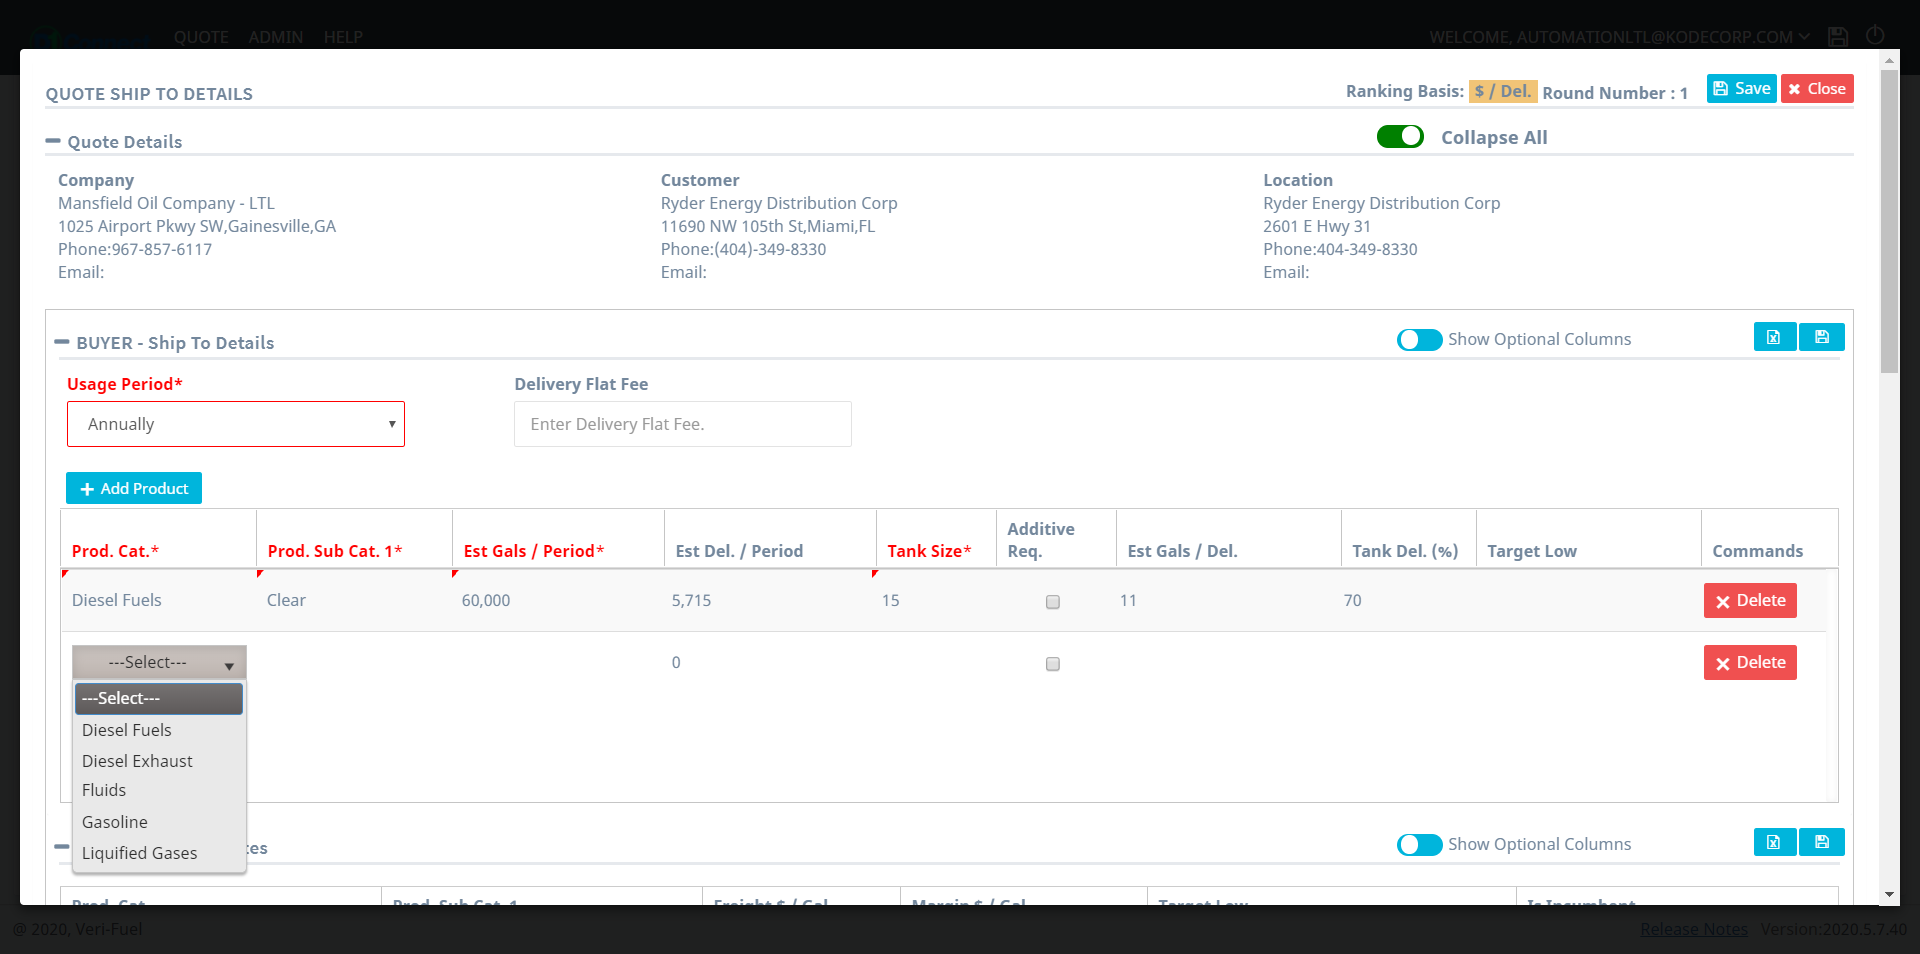 QUOTE ADMIN HELP
WELCOME, AUTOMATIONLTL@KODECORP.COM
QUOTE SHIP TO DETAILS
Ranking Basis: $ / Del. Round Number : 1
Save
Close
Quote Details
Collapse All
Company
Mansfield Oil Company - LTL
1025 Airport Pkwy SW,Gainesville,GA
Phone:967-857-6117
Email:
Customer
Ryder Energy Distribution Corp
11690 NW 105th St,Miami,FL
Phone:(404)-349-8330
Email:
Location
Ryder Energy Distribution Corp
2601 E Hwy 31
Phone:404-349-8330
Email:
BUYER - Ship To Details
Show Optional Columns
Usage Period*
Annually
Delivery Flat Fee
Enter Delivery Flat Fee.
Add Product
Prod. Cat.* Prod. Sub Cat. 1* Est Gals / Period* Est Del. / Period Tank Size* Additive Req. Est Gals / Del. Tank Del. (%) Target Low Commands
Diesel Fuels Clear 60,000 5,715 15 11 70 Delete
---Select--- 0 Delete
---Select---
Diesel Fuels
Diesel Exhaust
Fluids
Gasoline
Liquified Gases
Show Optional Columns
Prod. Cat. Prod. Sub Cat. 1 Freight $ / Gal. Margin $ / Gal. Target Low Is Incumbent
@ 2020, Veri-Fuel
Release Notes Version:2020.5.7.40